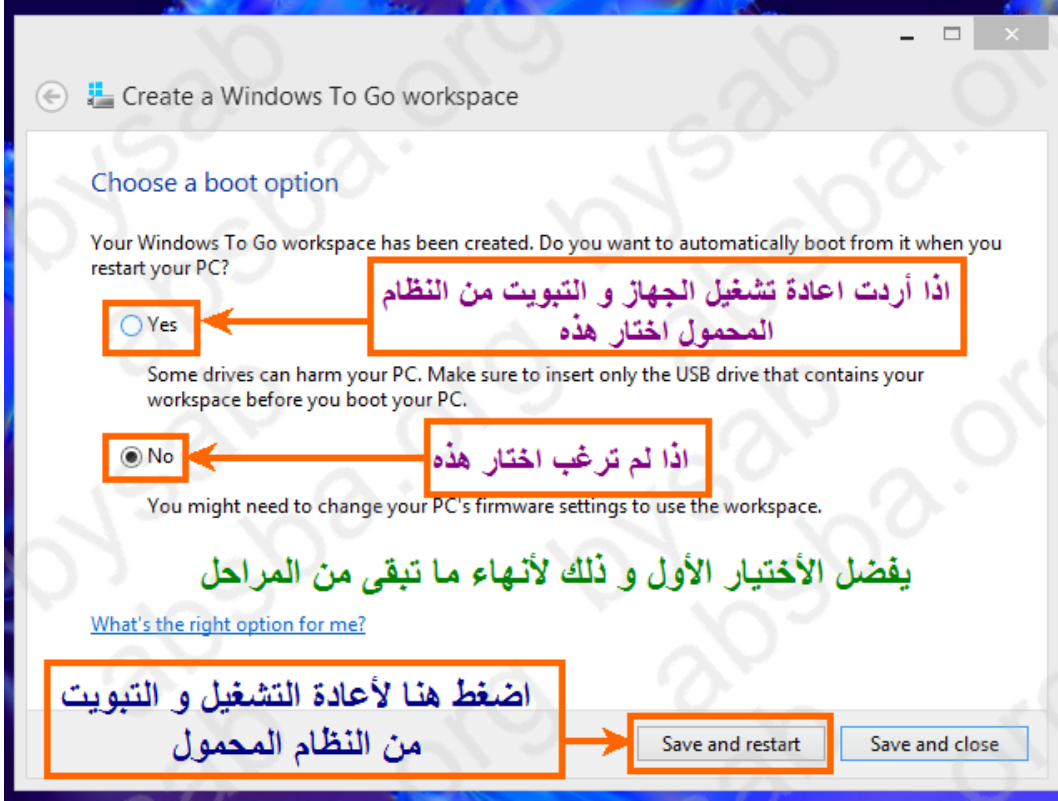 Create a Windows To Go workspace
Choose a boot option
Your Windows To Go workspace has been created. Do you want to automatically boot from it when you
restart your PC?
اذا أردت اعادة تشغيل الجهاز و التبويت من النظام
المحمول اختار هذه
Yes
Some drives can harm your PC. Make sure to insert only the USB drive that contains your
workspace before you boot your PC.
No
اذا لم ترغب اختار هذه
You might need to change your PC's firmware settings to use the workspace.
يفضل الأختيار الأول و ذلك لأنهاء ما تبقى من المراحل
What's the right option for me?
اضغط هنا لأعادة التشغيل و التبويت
من النظام المحمول
Save and restart
Save and close